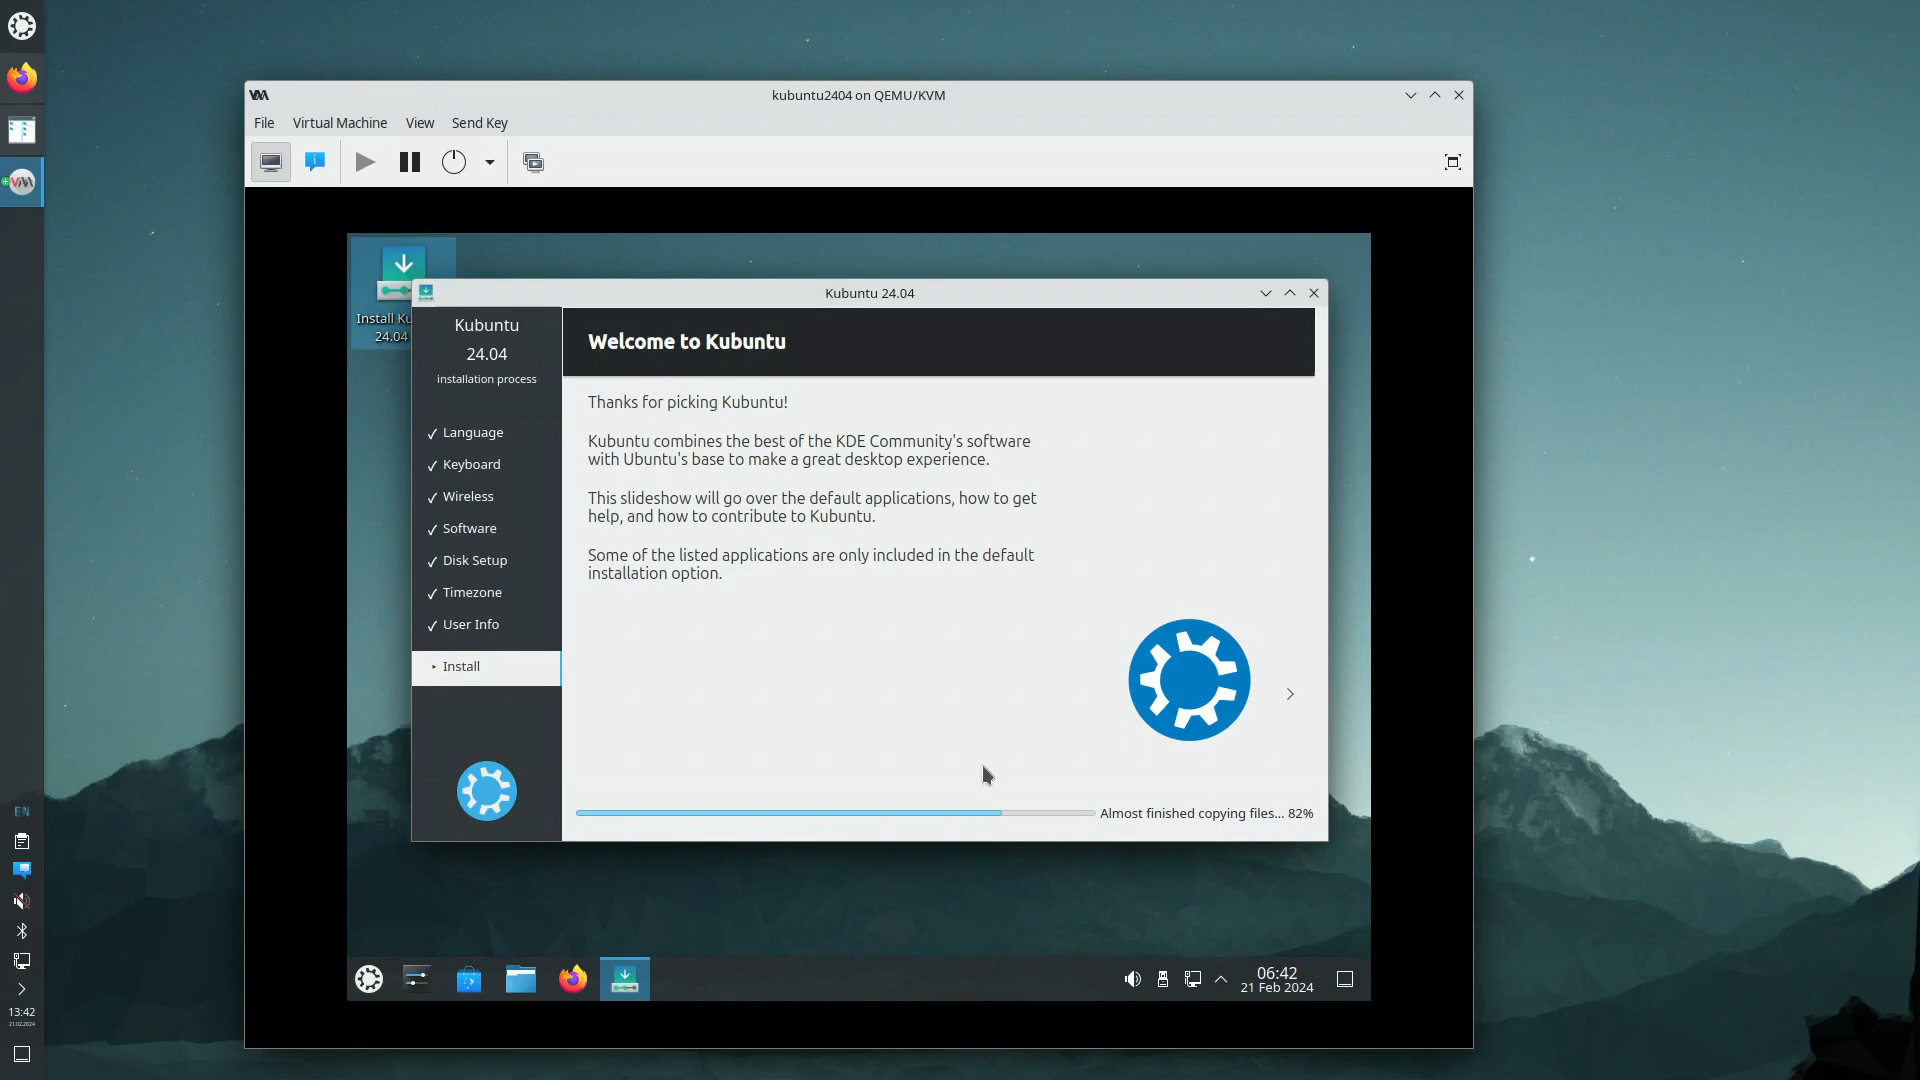 kubuntu2404 on QEMU/KVM
File Virtual Machine View Send Key
Install Ku
24.04
Kubuntu 24.04
Kubuntu
24.04
installation process
Language
Keyboard
Wireless
Software
Disk Setup
Timezone
User Info
Install
Welcome to Kubuntu
Thanks for picking Kubuntu!
Kubuntu combines the best of the KDE Community's software
with Ubuntu's base to make a great desktop experience.
This slideshow will go over the default applications, how to get
help, and how to contribute to Kubuntu.
Some of the listed applications are only included in the default
installation option.
Almost finished copying files... 82%
06:42
21 Feb 2024
EN
13:42
21.02.2024